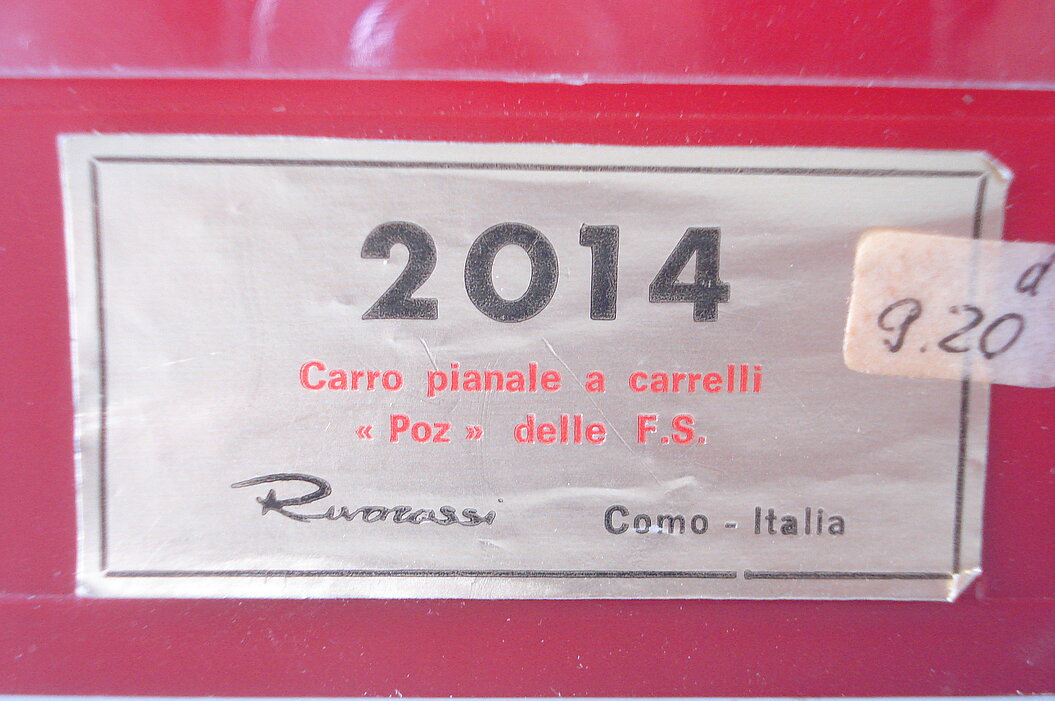 2014
d
9.20
Carro pianale a carrelli
« Poz » delle F.S.
Rivarossi
Como - Italia